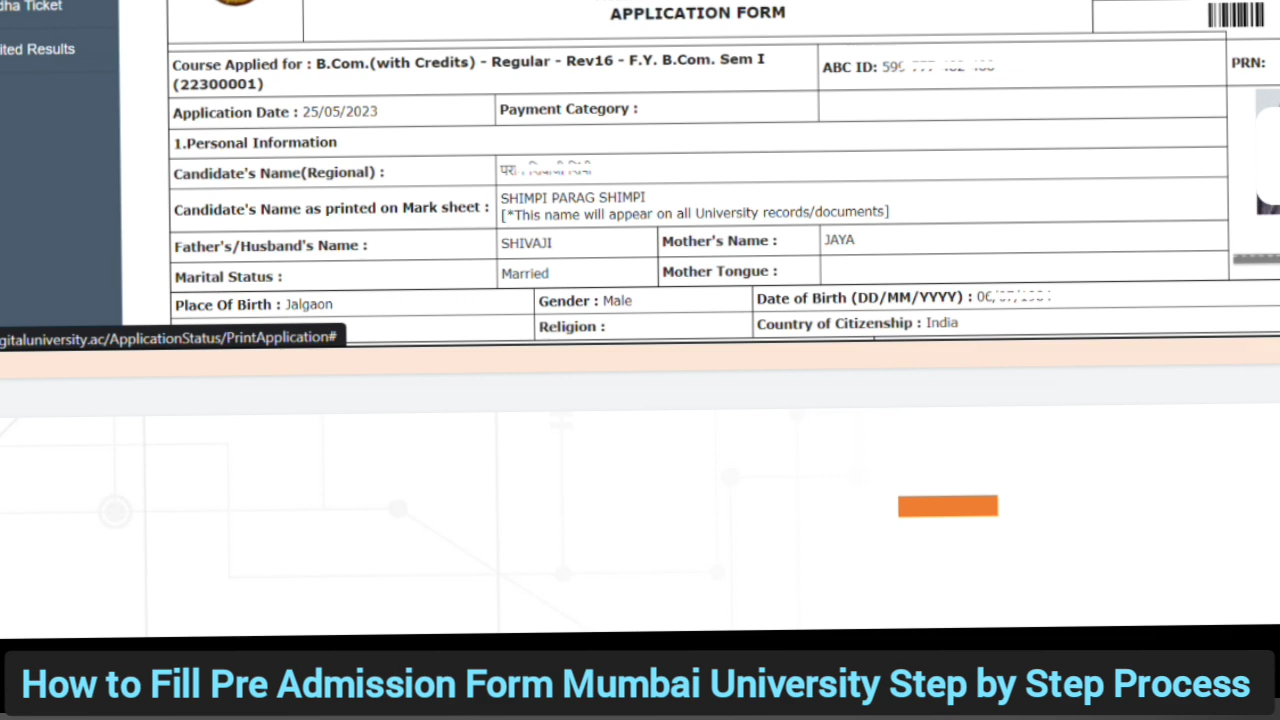 dha Ticket
ited Results
APPLICATION FORM
Course Applied for : B.Com.(with Credits) - Regular - Rev16 - F.Y. B.Com. Sem I
(22300001)
ABC ID:
PRN:
Application Date : 25/05/2023
Payment Category :
1.Personal Information
Candidate's Name(Regional) :
Candidate's Name as printed on Mark sheet :
SHIMPI PARAG SHIMPI
[*This name will appear on all University records/documents]
Father's/Husband's Name :
SHIVAJI
Mother's Name :
JAYA
Marital Status :
Married
Mother Tongue :
Place Of Birth : Jalgaon
Gender : Male
Date of Birth (DD/MM/YYYY) :
Religion :
Country of Citizenship : India
gitaluniversity.ac/ApplicationStatus/PrintApplication#
How to Fill Pre Admission Form Mumbai University Step by Step Process